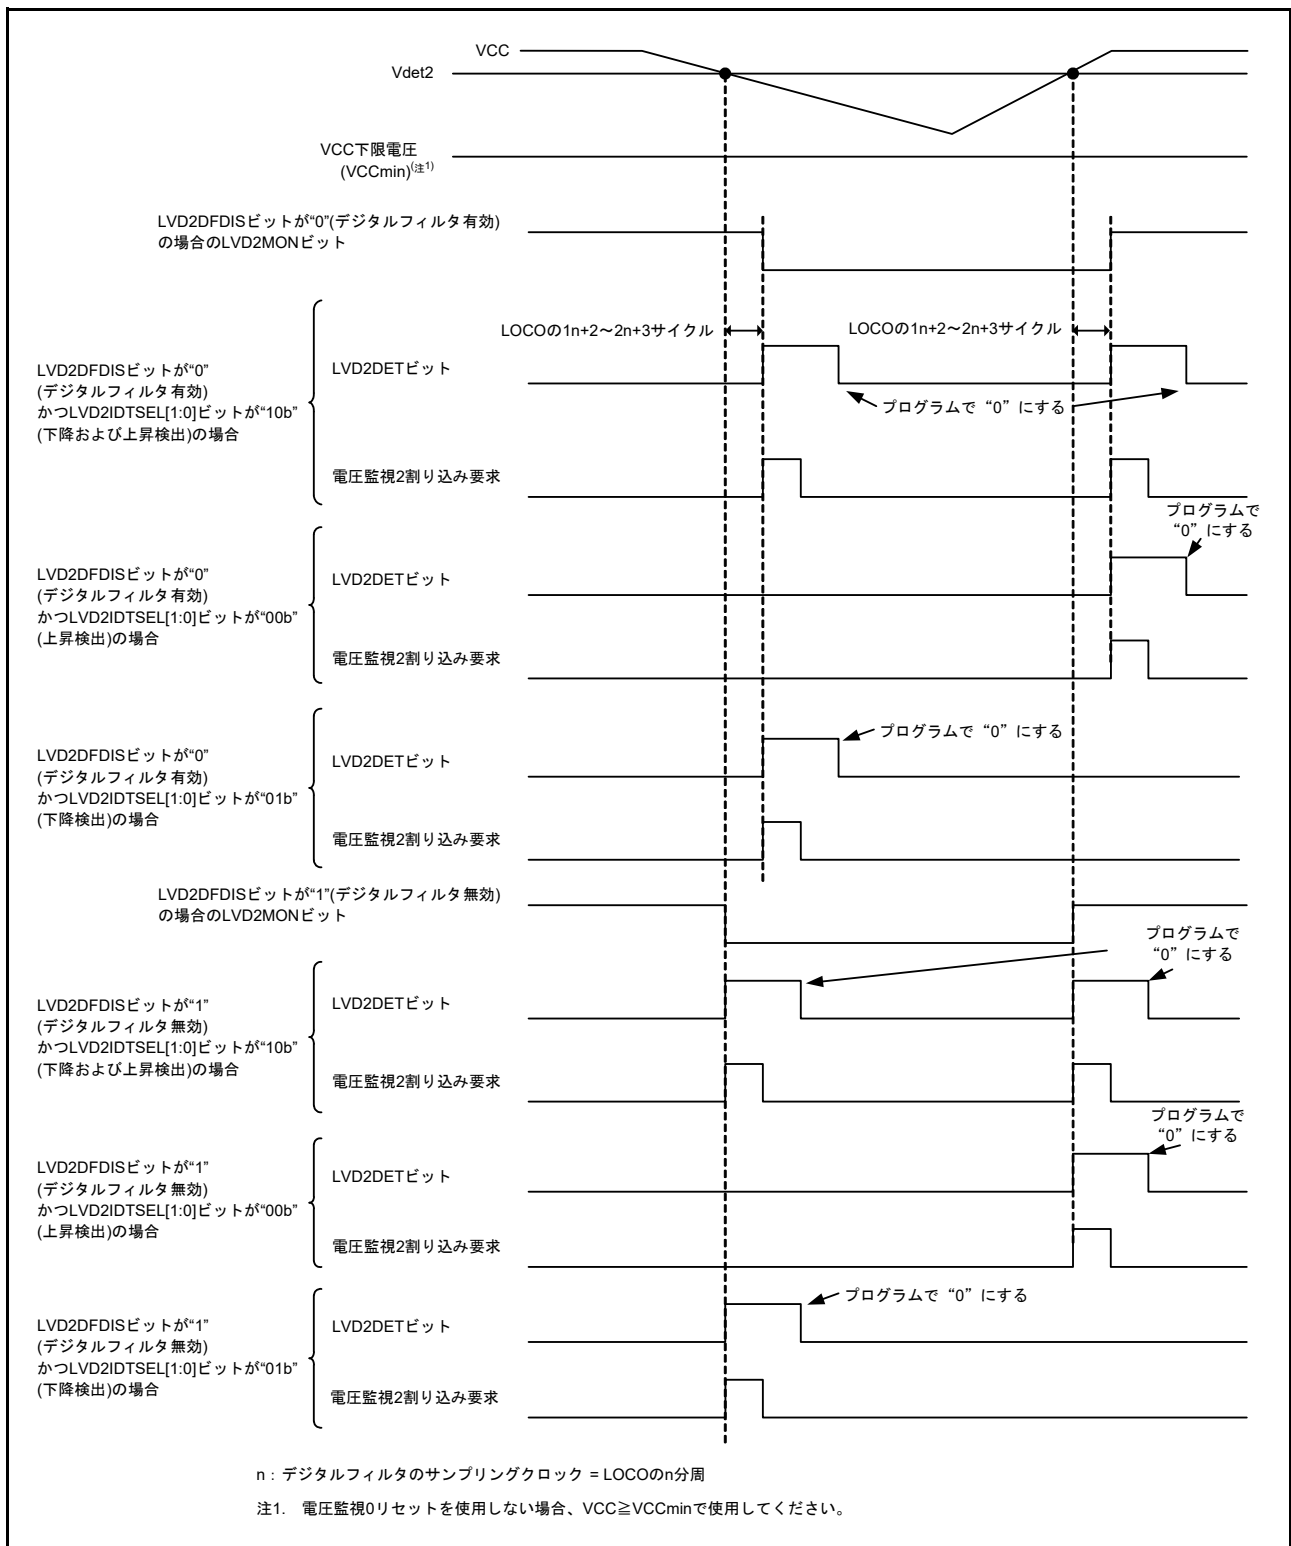 VCC
Vdet2
VCC下限電圧
(VCCmin)(注1)
LVD2DFDISビットが“0”(デジタルフィルタ有効)
の場合のLVD2MONビット
LOCOの1n+2～2n+3サイクル
LOCOの1n+2～2n+3サイクル
LVD2DFDISビットが“0”
(デジタルフィルタ有効)
かつLVD2IDTSEL[1:0]ビットが“10b”
(下降および上昇検出)の場合
LVD2DETビット
プログラムで“0”にする
電圧監視2割り込み要求
プログラムで
“0”にする
LVD2DFDISビットが“0”
(デジタルフィルタ有効)
かつLVD2IDTSEL[1:0]ビットが“00b”
(上昇検出)の場合
LVD2DETビット
電圧監視2割り込み要求
プログラムで“0”にする
LVD2DFDISビットが“0”
(デジタルフィルタ有効)
かつLVD2IDTSEL[1:0]ビットが“01b”
(下降検出)の場合
LVD2DETビット
電圧監視2割り込み要求
LVD2DFDISビットが“1”(デジタルフィルタ無効)
の場合のLVD2MONビット
プログラムで
“0”にする
LVD2DFDISビットが“1”
(デジタルフィルタ無効)
かつLVD2IDTSEL[1:0]ビットが“10b”
(下降および上昇検出)の場合
LVD2DETビット
電圧監視2割り込み要求
プログラムで
“0”にする
LVD2DFDISビットが“1”
(デジタルフィルタ無効)
かつLVD2IDTSEL[1:0]ビットが“00b”
(上昇検出)の場合
LVD2DETビット
電圧監視2割り込み要求
プログラムで“0”にする
LVD2DFDISビットが“1”
(デジタルフィルタ無効)
かつLVD2IDTSEL[1:0]ビットが“01b”
(下降検出)の場合
LVD2DETビット
電圧監視2割り込み要求
n：デジタルフィルタのサンプリングクロック = LOCOのn分周
注1. 電圧監視0リセットを使用しない場合、VCC≧VCCminで使用してください。